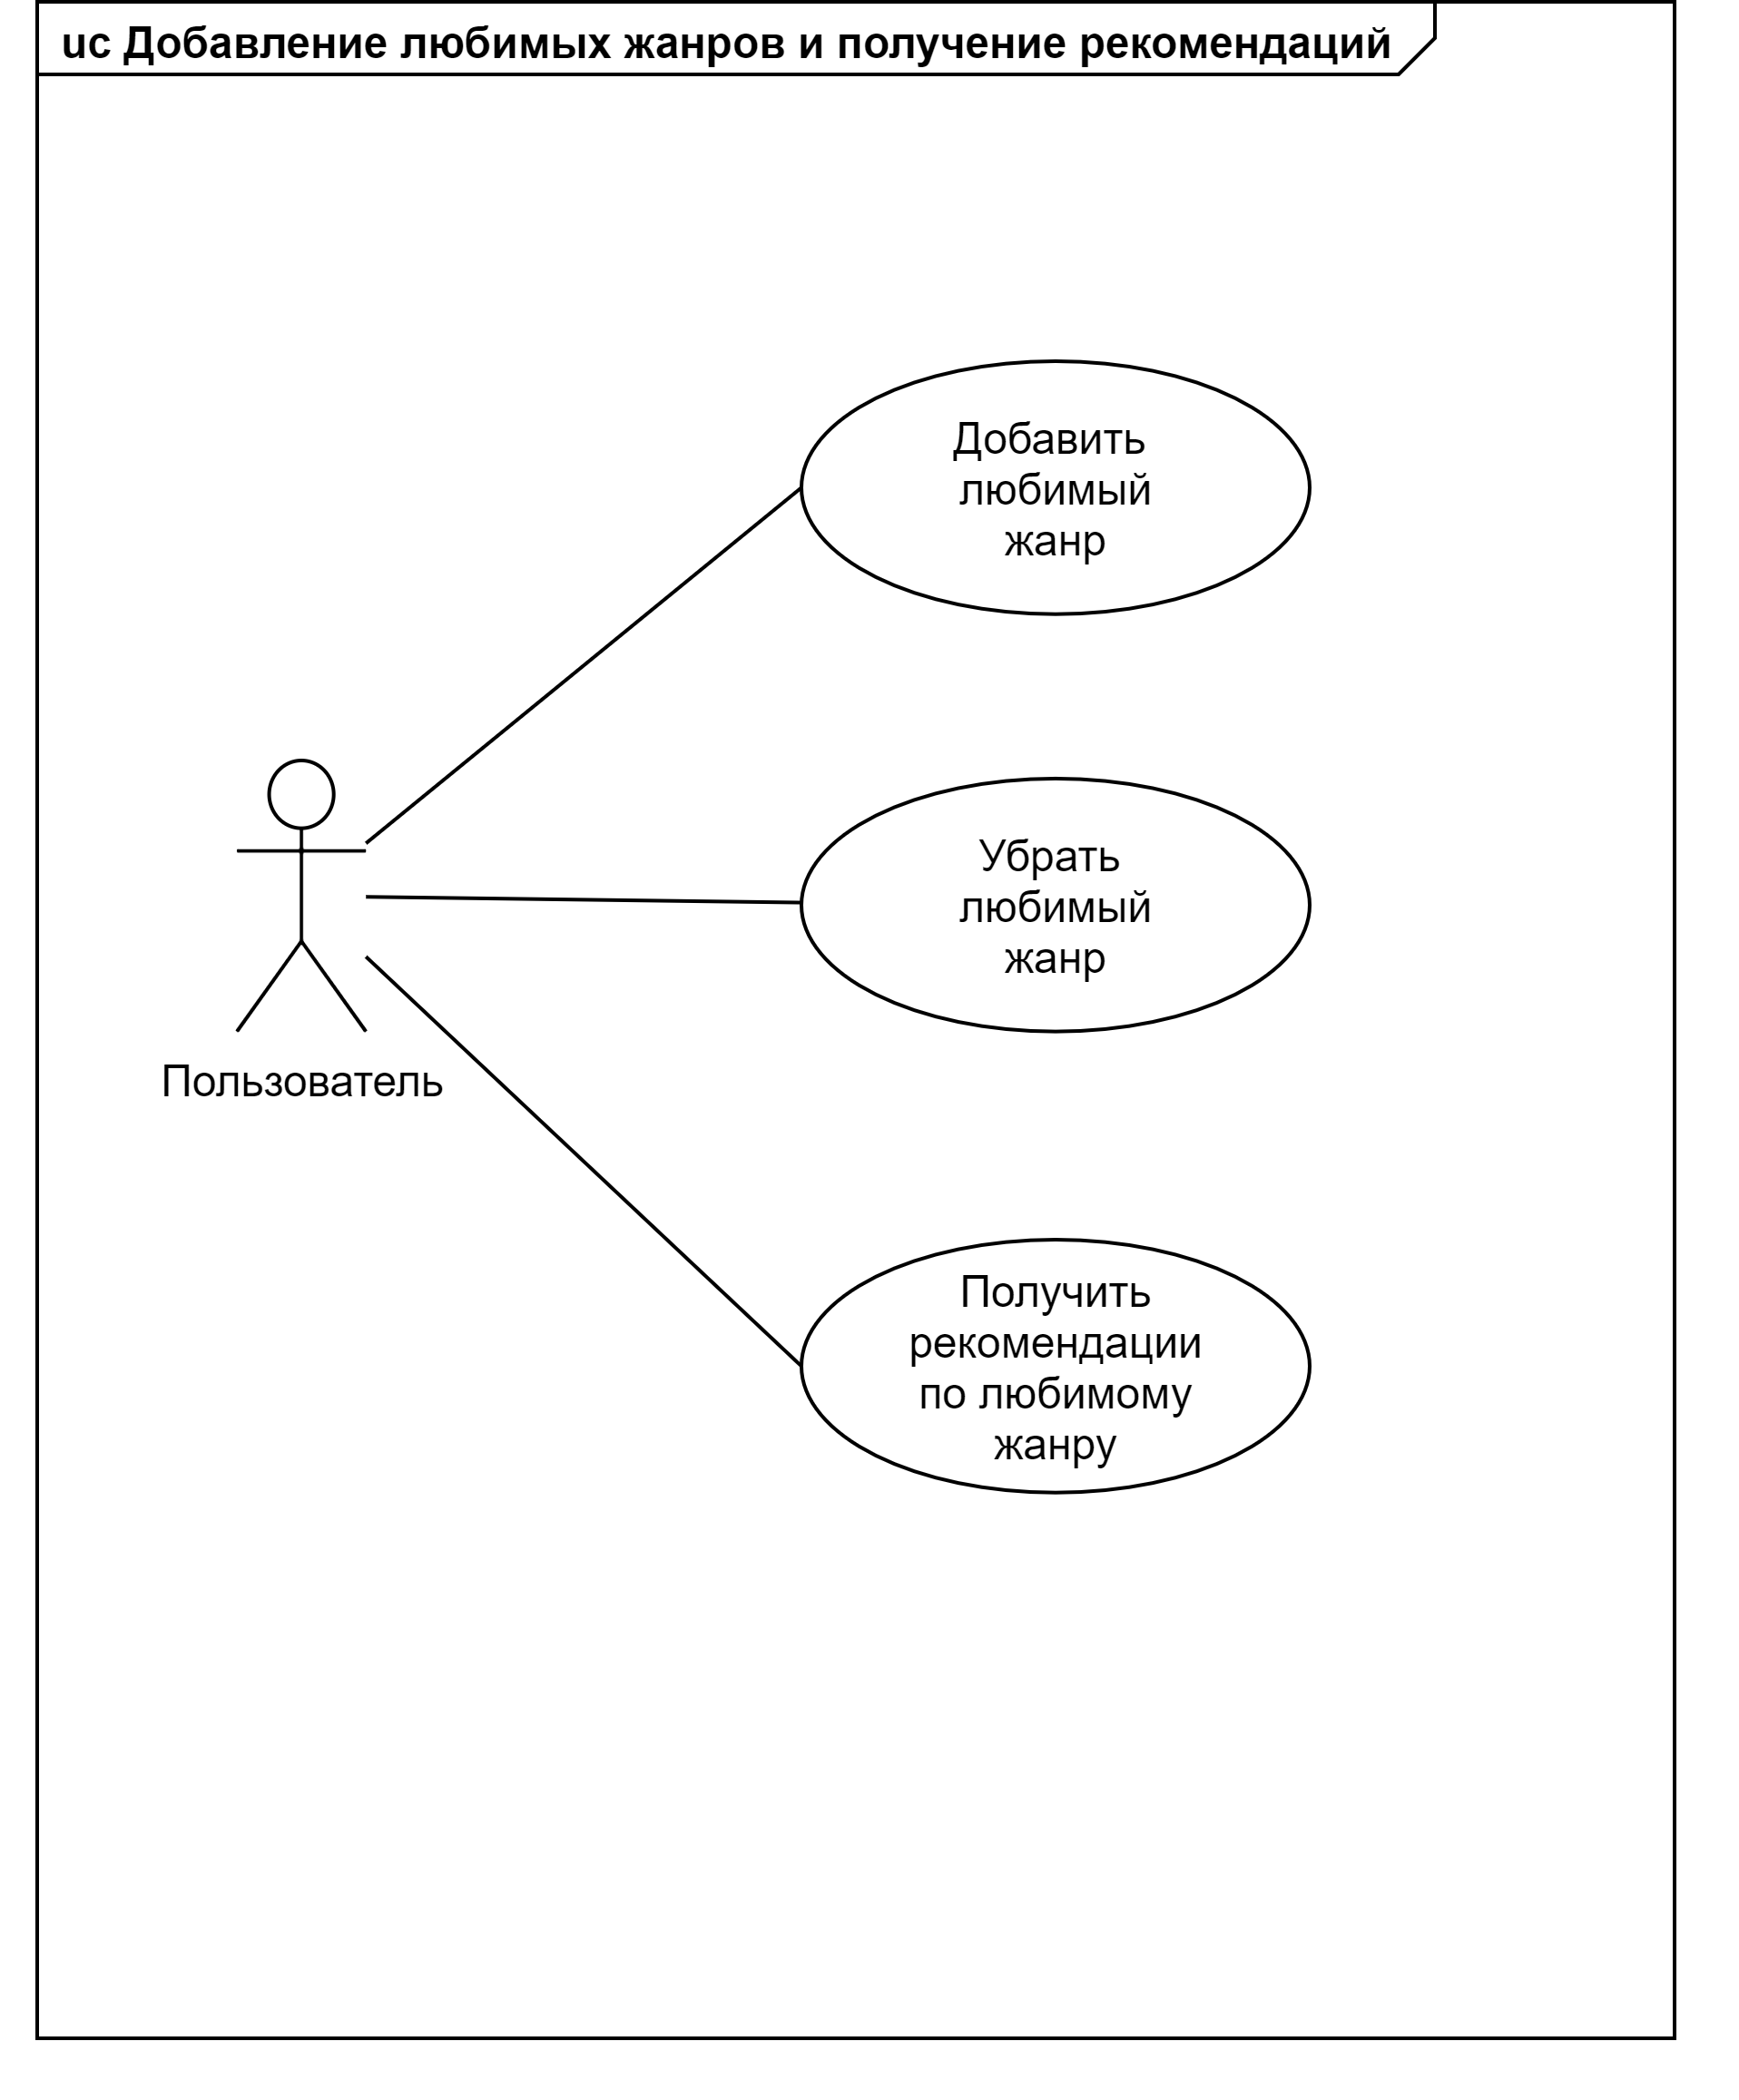 uc Добавление любимых жанров и получение рекомендаций
Добавить
любимый
жанр
Убрать
любимый
жанр
Пользователь
Получить
рекомендации
по любимому
жанру